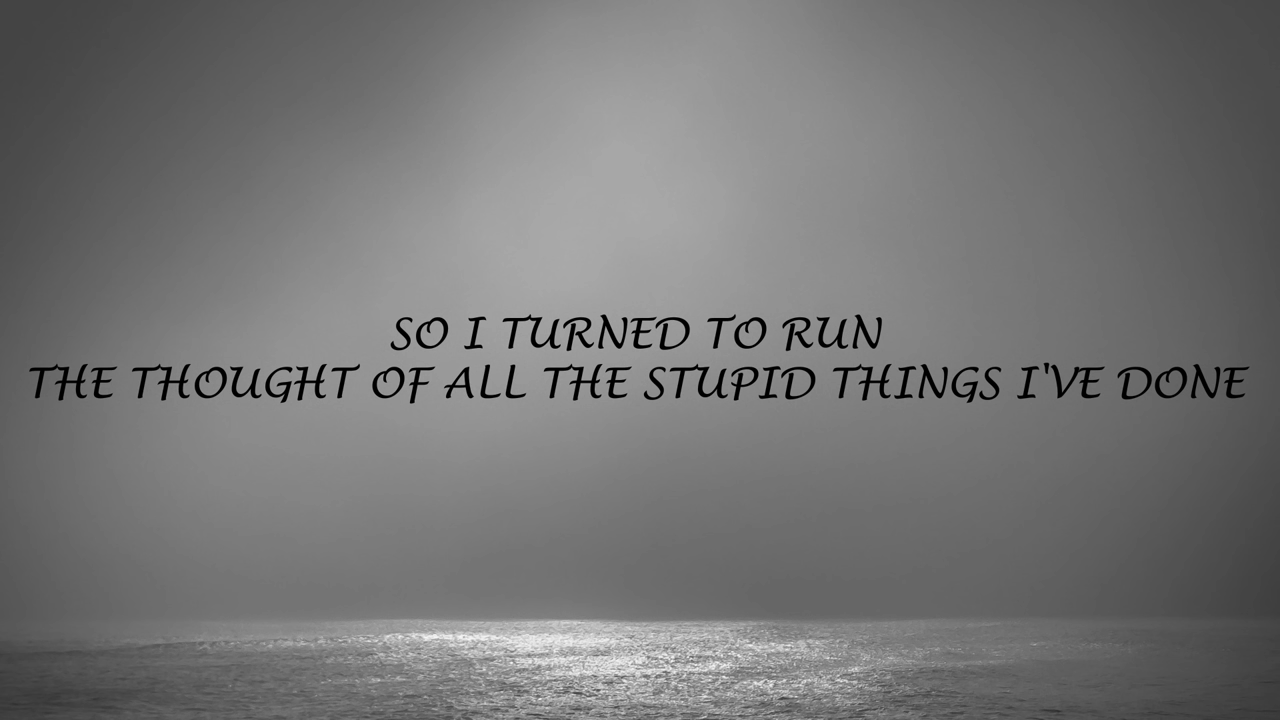 SO I TURNED TO RUN
THE THOUGHT OF ALL THE STUPID THINGS I'VE DONE